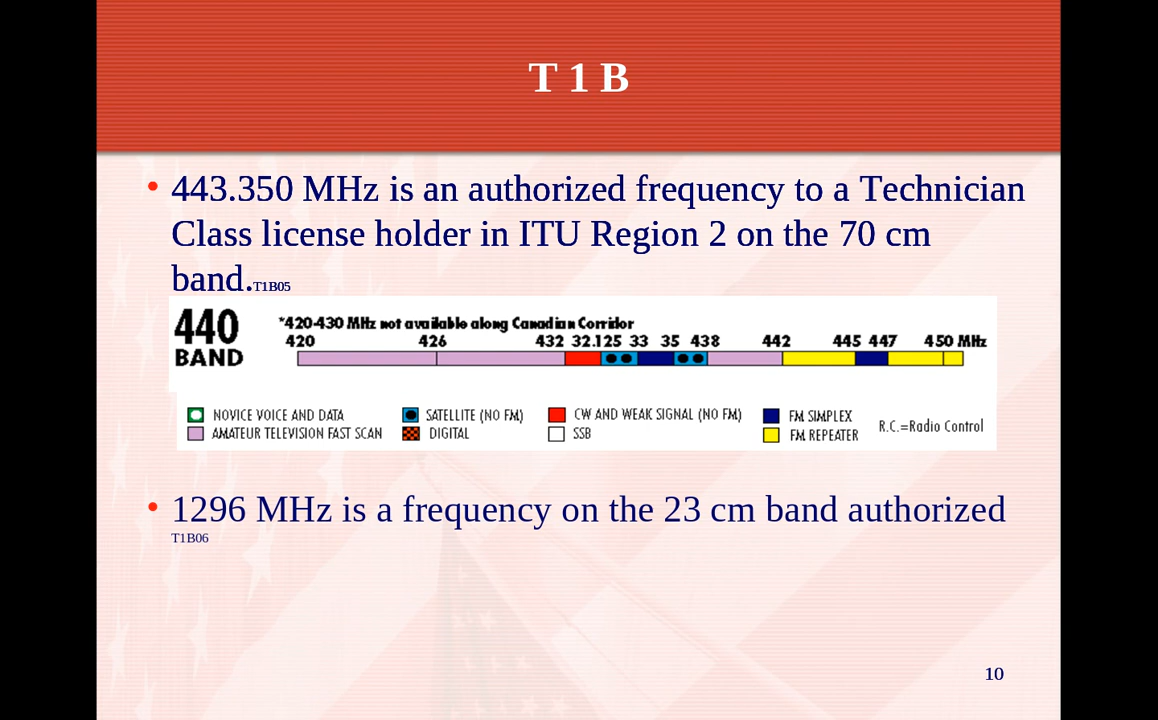 T 1 B
• 443.350 MHz is an authorized frequency to a Technician
Class license holder in ITU Region 2 on the 70 cm
band.T1B05
440
BAND
*420-430 MHz not available along Canadian Corridor
420 426 432 32.125 33 35 438 442 445 447 450 MHz
NOVICE VOICE AND DATA SATELLITE (NO FM) CW AND WEAK SIGNAL (NO FM) FM SIMPLEX
AMATEUR TELEVISION FAST SCAN DIGITAL SSB FM REPEATER
R.C.=Radio Control
• 1296 MHz is a frequency on the 23 cm band authorized
T1B06
10